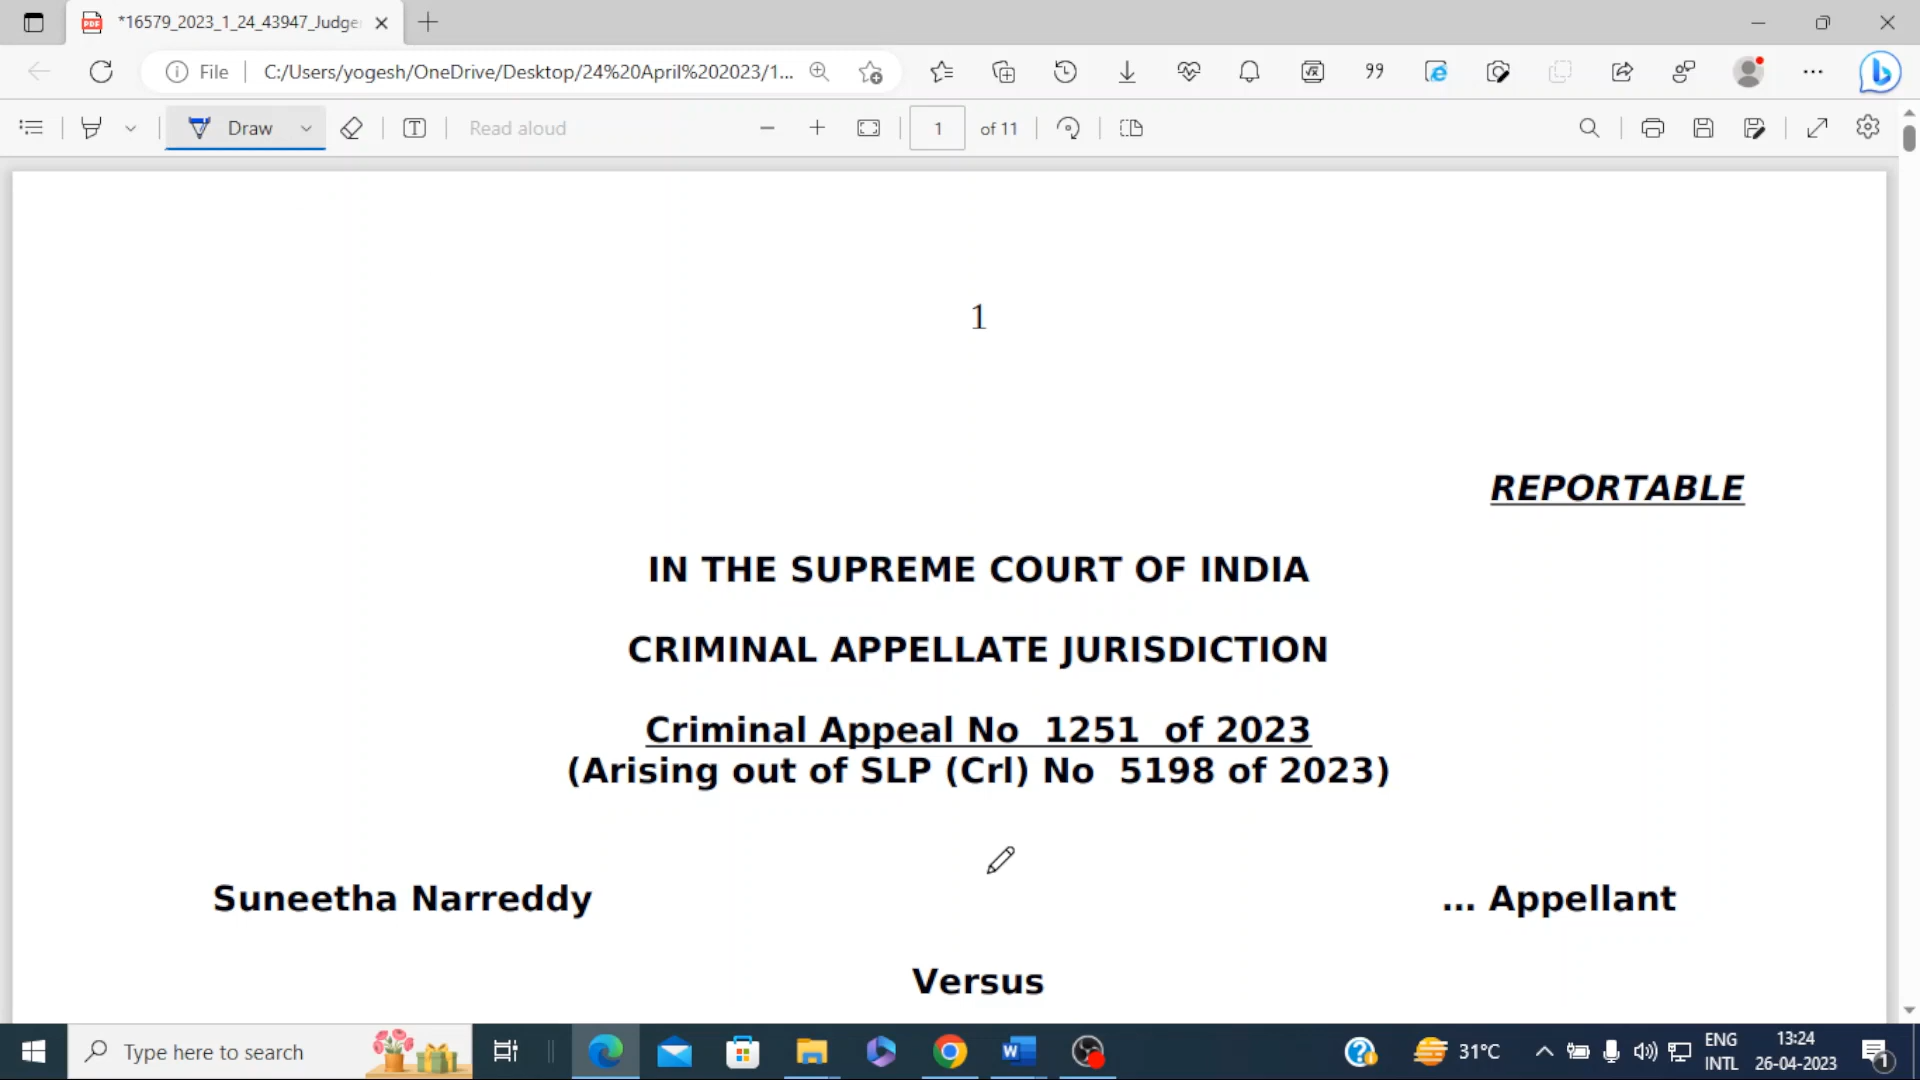 *16579_2023_1_24_43947_Judge
File
C:/Users/yogesh/OneDrive/Desktop/24%20April%202023/1...
Draw
Read aloud
1
of 11
1
REPORTABLE
IN THE SUPREME COURT OF INDIA
CRIMINAL APPELLATE JURISDICTION
Criminal Appeal No 1251 of 2023
(Arising out of SLP (Crl) No 5198 of 2023)
Suneetha Narreddy
... Appellant
Versus
Type here to search
31°C
ENG
INTL
13:24
26-04-2023
1